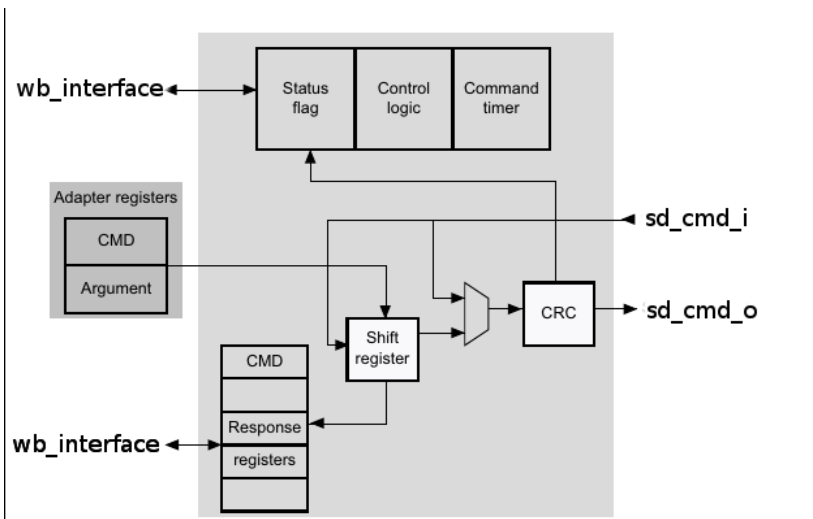 wb_interface
Status
flag
Control
logic
Command
timer
Adapter registers
CMD
Argument
sd_cmd_i
sd_cmd_o
CRC
Shift
register
CMD
Response
registers
wb_interface